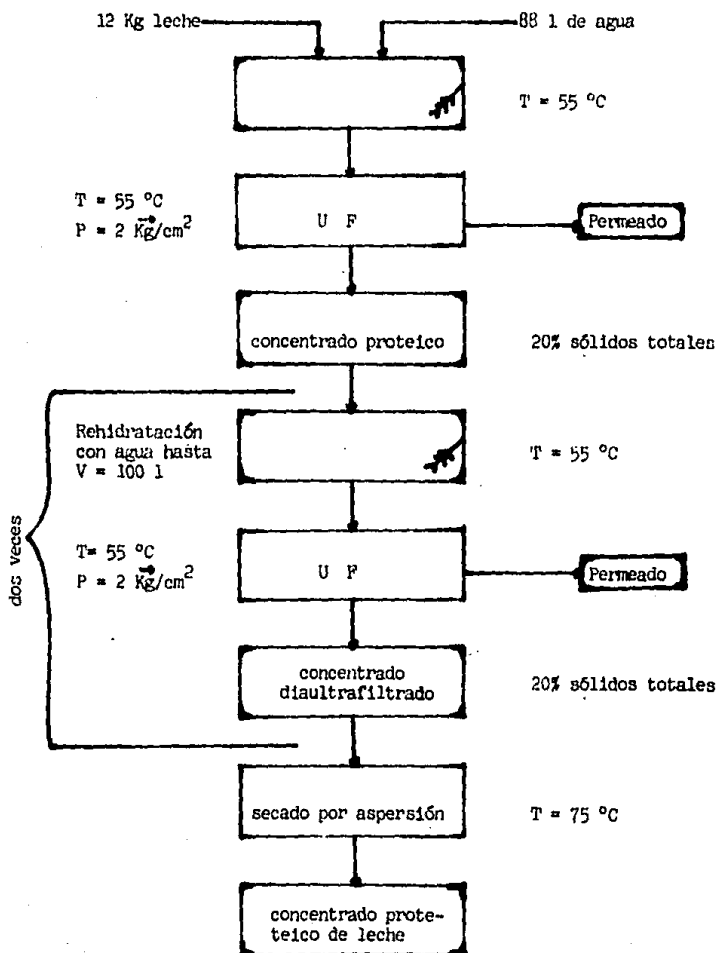 12 Kg leche
88 l de agua
T = 55 °C
T = 55 °C
P = 2 Kg/cm²
U F
Permeado
concentrado proteico
20% sólidos totales
Rehidratación
con agua hasta
V = 100 l
T = 55 °C
dos veces
T= 55 °C
P = 2 Kg/cm²
U F
Permeado
concentrado
diaultrafiltrado
20% sólidos totales
secado por aspersión
T = 75 °C
concentrado prote-
teico de leche